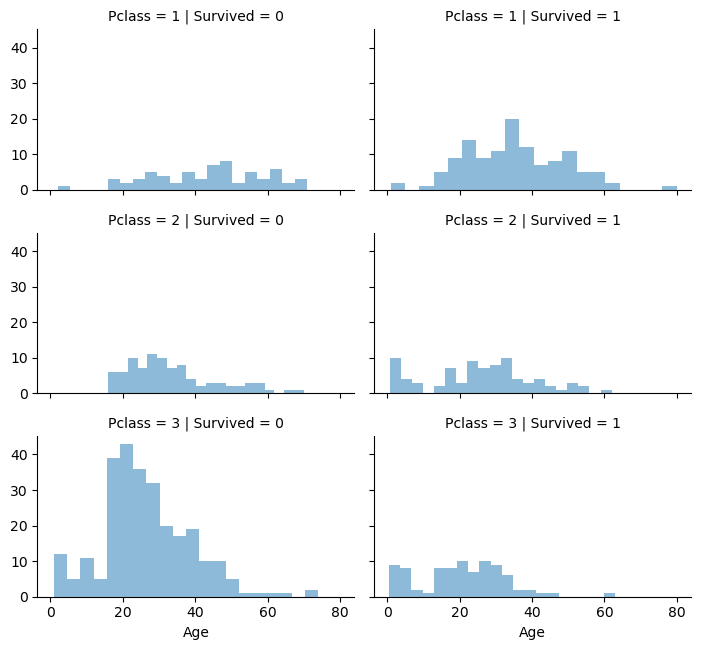 Pclass = 1 | Survived = 0
Pclass = 1 | Survived = 1
40
30
20
10
0
Pclass = 2 | Survived = 0
Pclass = 2 | Survived = 1
40
30
20
10
0
Pclass = 3 | Survived = 0
Pclass = 3 | Survived = 1
40
30
20
10
0
0 20 40 60 80
0 20 40 60 80
Age
Age